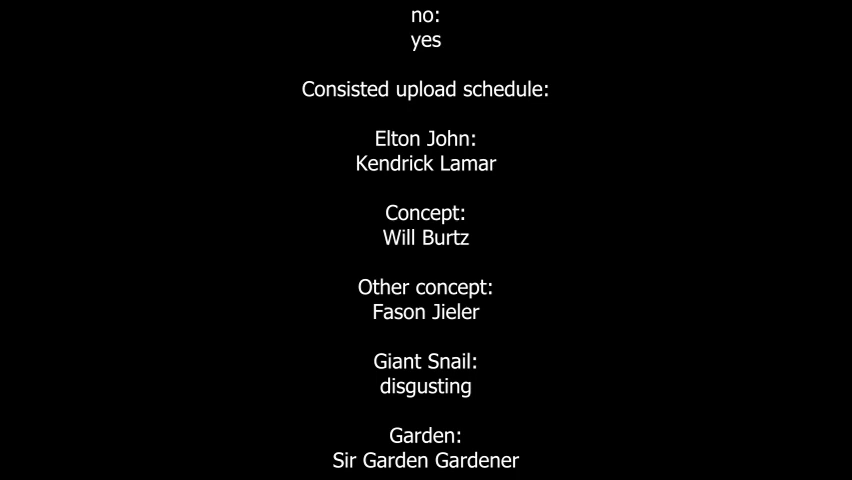 no:
yes
Consisted upload schedule:
Elton John:
Kendrick Lamar
Concept:
Will Burtz
Other concept:
Fason Jieler
Giant Snail:
disgusting
Garden:
Sir Garden Gardener